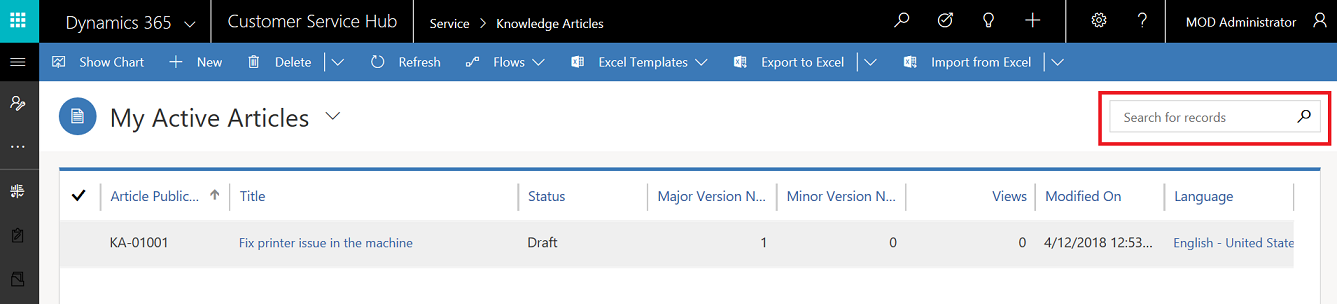 Dynamics 365 Customer Service Hub Service > Knowledge Articles ? MOD Administrator
Show Chart New Delete Refresh Flows Excel Templates Export to Excel Import from Excel
My Active Articles
Search for records
Article Public... Title Status Major Version N... Minor Version N... Views Modified On Language
KA-01001 Fix printer issue in the machine Draft 1 0 0 4/12/2018 12:53... English - United State